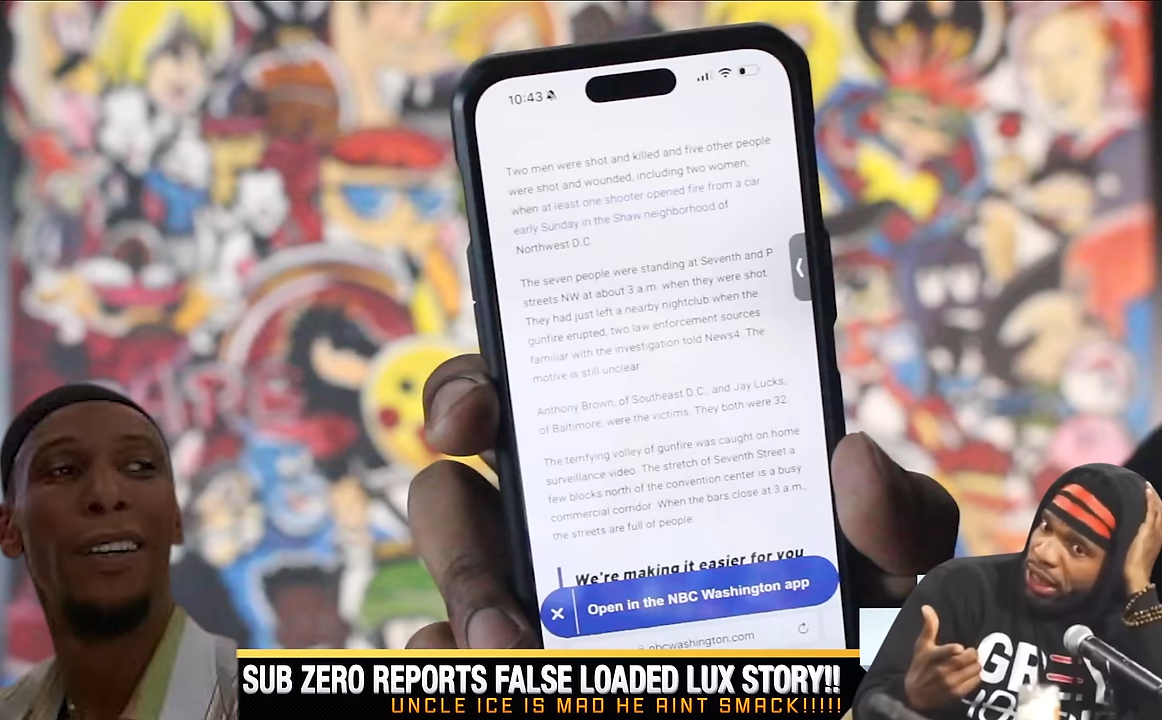 10:43
Two men were shot and killed and five other people
were shot and wounded, including two women,
when at least one shooter opened fire from a car
early Sunday in the Shaw neighborhood of
Northwest D.C.
The seven people were standing at Seventh and P
streets NW at about 3 a.m. when they were shot.
They had just left a nearby nightclub when the
gunfire erupted, two law enforcement sources
familiar with the investigation told News4. The
motive is still unclear.
Anthony Brown, of Southeast D.C., and Jay Lucks,
of Baltimore, were the victims. They both were 32.
The terrifying volley of gunfire was caught on home
surveillance video. The stretch of Seventh Street a
few blocks north of the convention center is a busy
commercial corridor. When the bars close at 3 a.m.,
the streets are full of people.
We're making it easier for you
Open in the NBC Washington app
nbcwashington.com
SUB ZERO REPORTS FALSE LOADED LUX STORY!!
UNCLE ICE IS MAD HE AINT SMACK!!!!!